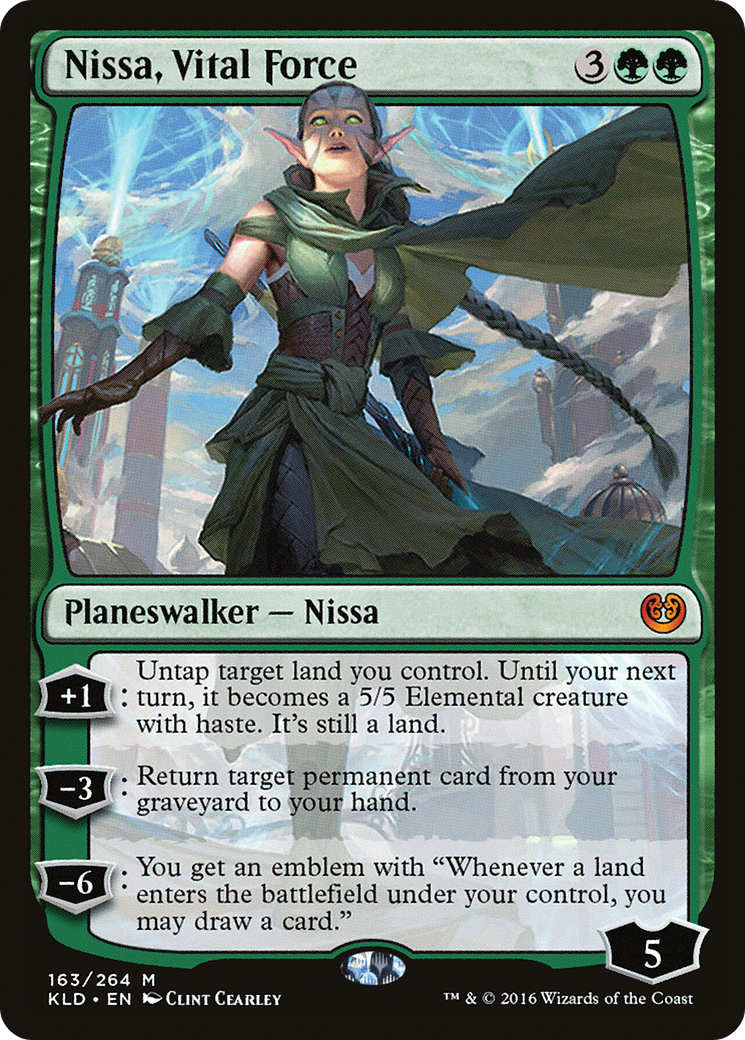 Nissa, Vital Force 3
Planeswalker — Nissa
+1 : Untap target land you control. Until your next
turn, it becomes a 5/5 Elemental creature
with haste. It's still a land.
−3 : Return target permanent card from your
graveyard to your hand.
−6 : You get an emblem with “Whenever a land
enters the battlefield under your control, you
may draw a card.”
5
163/264 M
KLD • EN CLINT CEARLEY
™ & © 2016 Wizards of the Coast